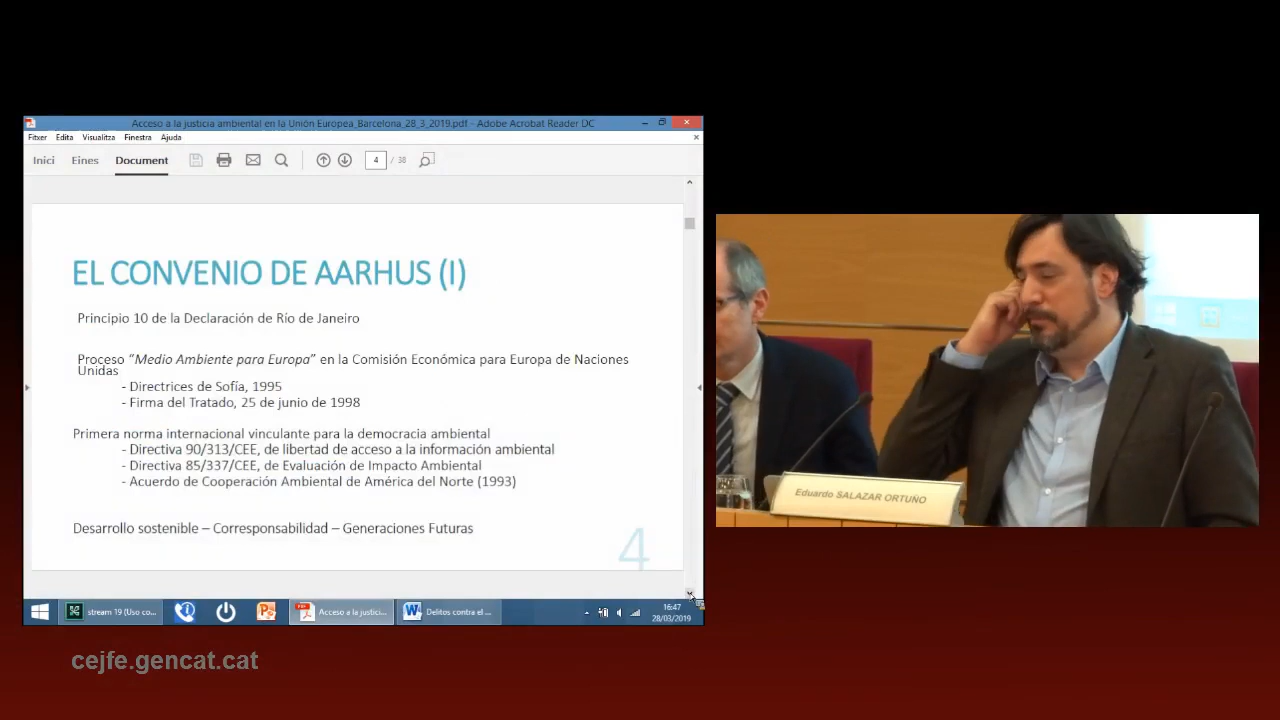 Acceso a la justicia ambiental en la Unión Europea_Barcelona_28_3_2019.pdf - Adobe Acrobat Reader DC
Fitxer Edita Visualitza Finestra Ajuda
Inici Eines Document 4 / 38
EL CONVENIO DE AARHUS (I)
Principio 10 de la Declaración de Río de Janeiro
Proceso “Medio Ambiente para Europa” en la Comisión Económica para Europa de Naciones
Unidas
- Directrices de Sofía, 1995
- Firma del Tratado, 25 de junio de 1998
Primera norma internacional vinculante para la democracia ambiental
- Directiva 90/313/CEE, de libertad de acceso a la información ambiental
- Directiva 85/337/CEE, de Evaluación de Impacto Ambiental
- Acuerdo de Cooperación Ambiental de América del Norte (1993)
Desarrollo sostenible – Corresponsabilidad – Generaciones Futuras
4
stream 19 (Uso co... Acceso a la justici... Delitos contra el ... 16:47
28/03/2019
Eduardo SALAZAR ORTUÑO
cejfe.gencat.cat